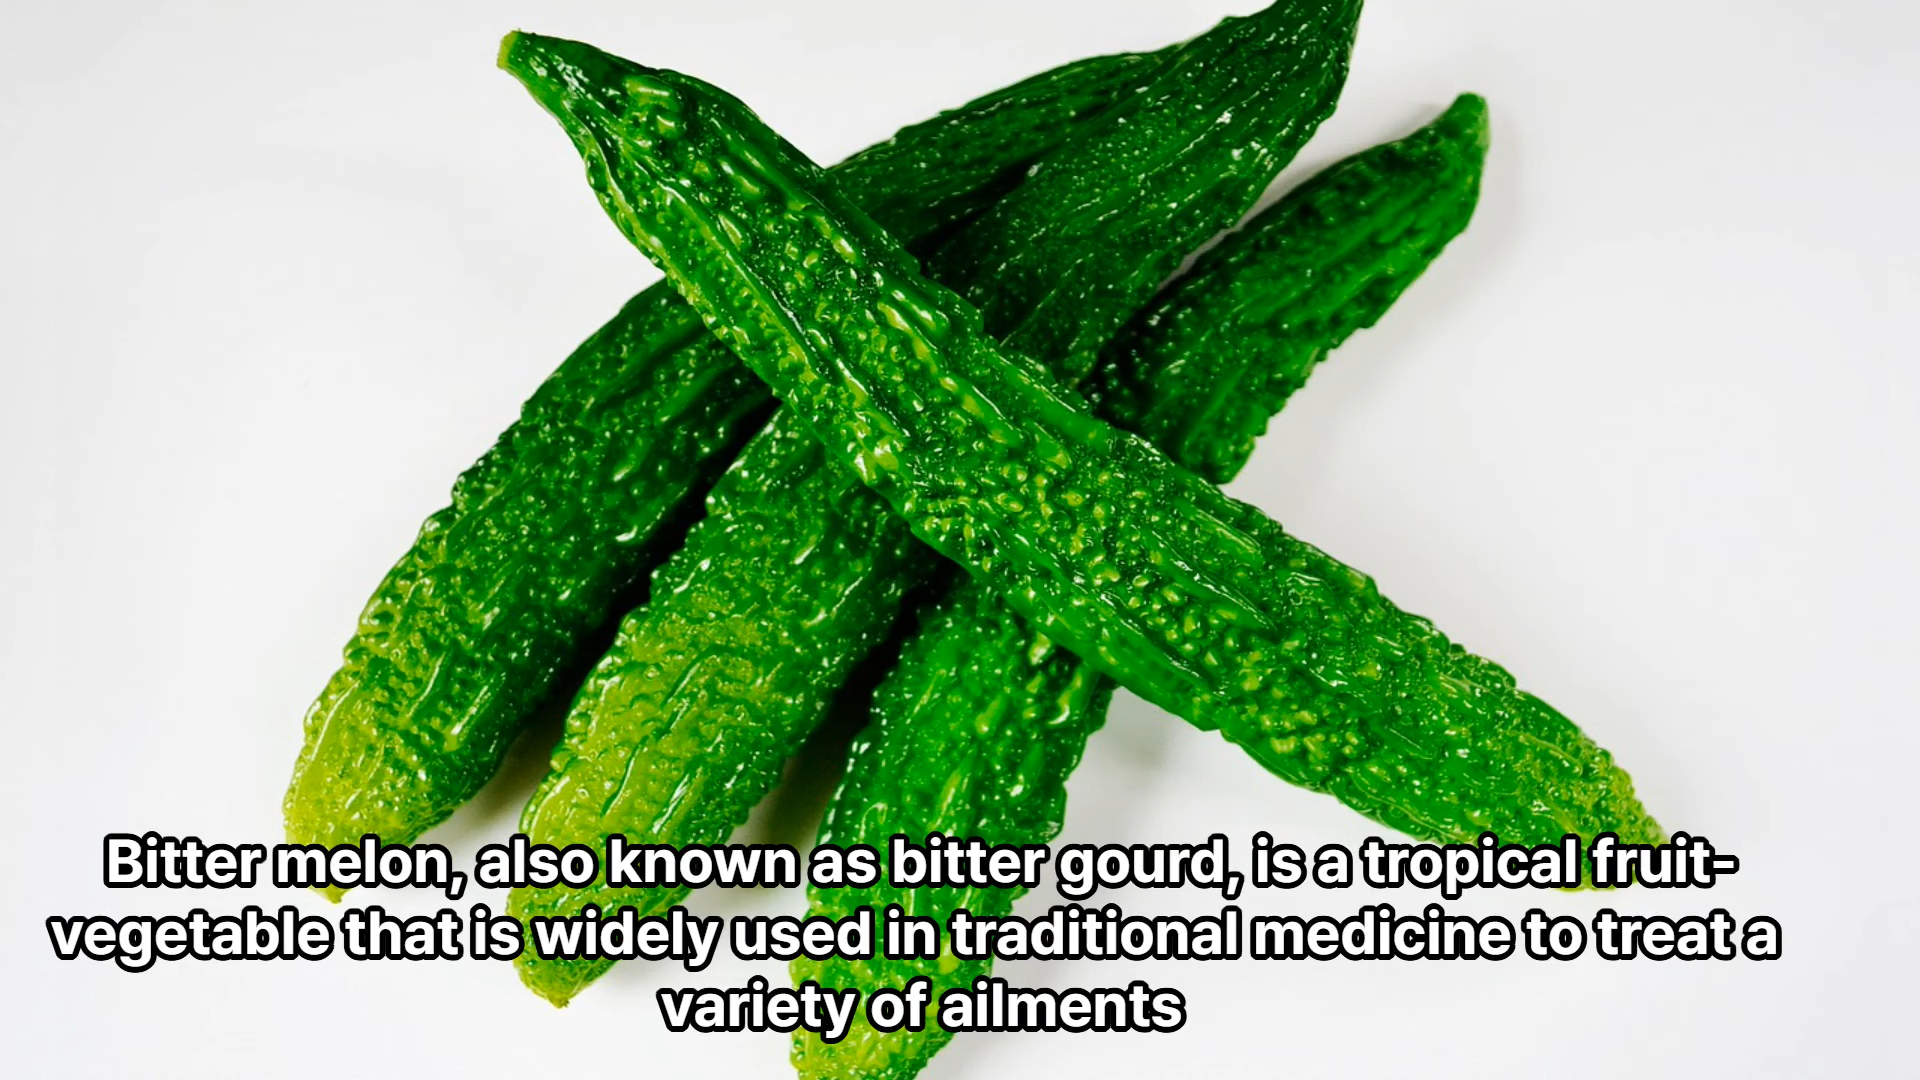 Bitter melon, also known as bitter gourd, is a tropical fruit-
vegetable that is widely used in traditional medicine to treat a
variety of ailments